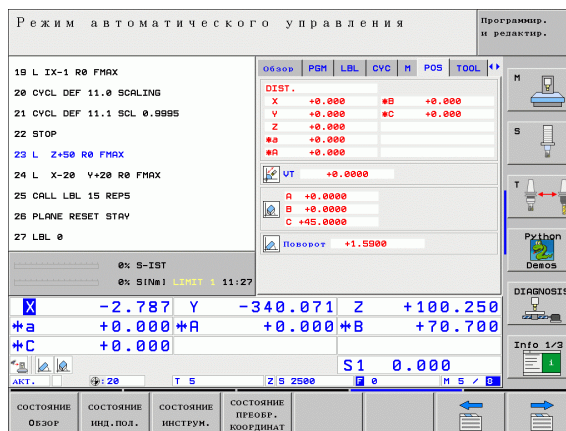 Режим автоматического управления
Программир.
и редактир.
19 L IX-1 R0 FMAX
20 CYCL DEF 11.0 SCALING
21 CYCL DEF 11.1 SCL 0.9995
22 STOP
23 L Z+50 R0 FMAX
24 L X-20 Y+20 R0 FMAX
25 CALL LBL 15 REP5
26 PLANE RESET STAY
27 LBL 0
Обзор PGM LBL CYC M POS TOOL
DIST.
X +0.000 *B +0.000
Y +0.000 *C +0.000
Z +0.000
*a +0.000
*A +0.000
VT +0.0000
A +0.0000
B +0.0000
C +45.0000
Поворот +1.5900
0% S-IST
0% S[Nm] LIMIT 1 11:27
X -2.787 Y -340.071 Z +100.250
*a +0.000 *A +0.000 *B +70.700
*C +0.000
S1 0.000
АКТ. : 20 T 5 Z S 2500 F 0 M 5 / 8
M
S
T
Python
Demos
DIAGNOSIS
Info 1/3
состояние
Обзор
состояние
инд.пол.
состояние
инструм.
состояние
преобр.
координат